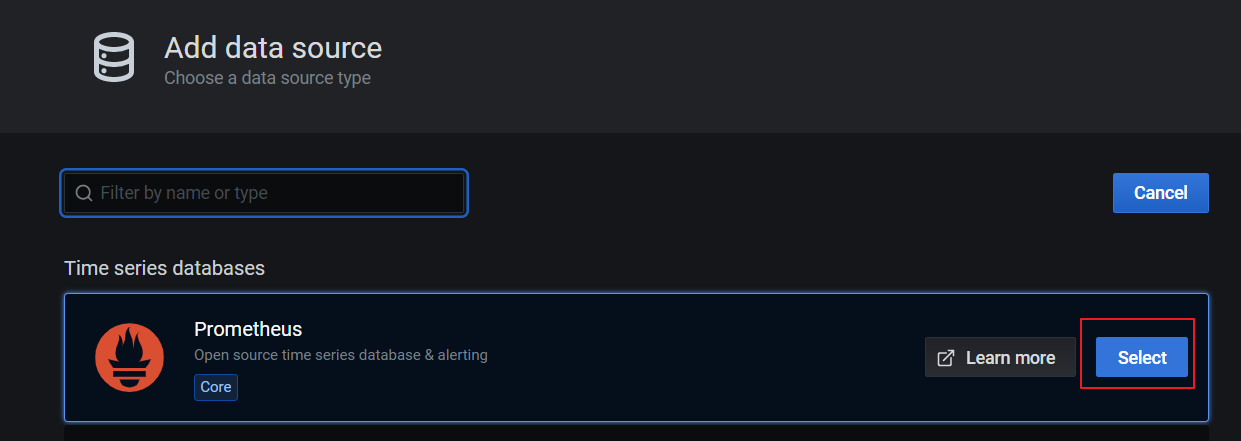 Add data source
Choose a data source type
Filter by name or type
Cancel
Time series databases
Prometheus
Open source time series database & alerting
Core
Learn more
Select